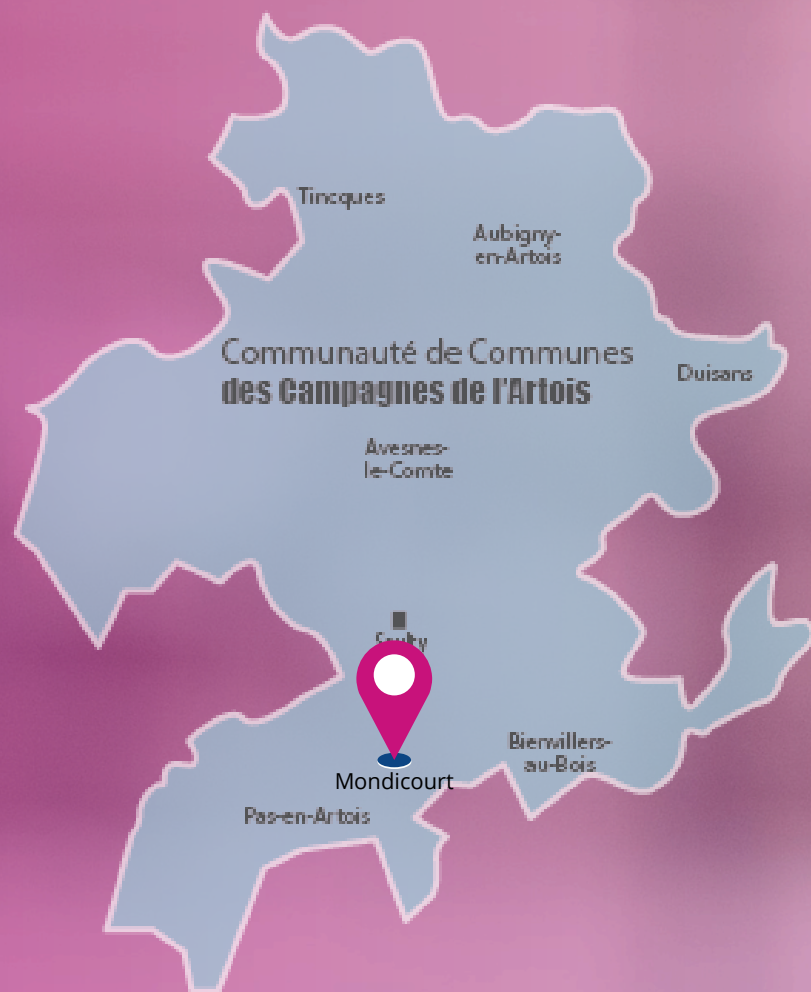 Tincques
Aubigny-
en-Artois
Communauté de Communes
des Campagnes de l'Artois
Duisans
Avesnes-
le-Comte
Bienvillers-
au-Bois
Mondicourt
Pas-en-Artois